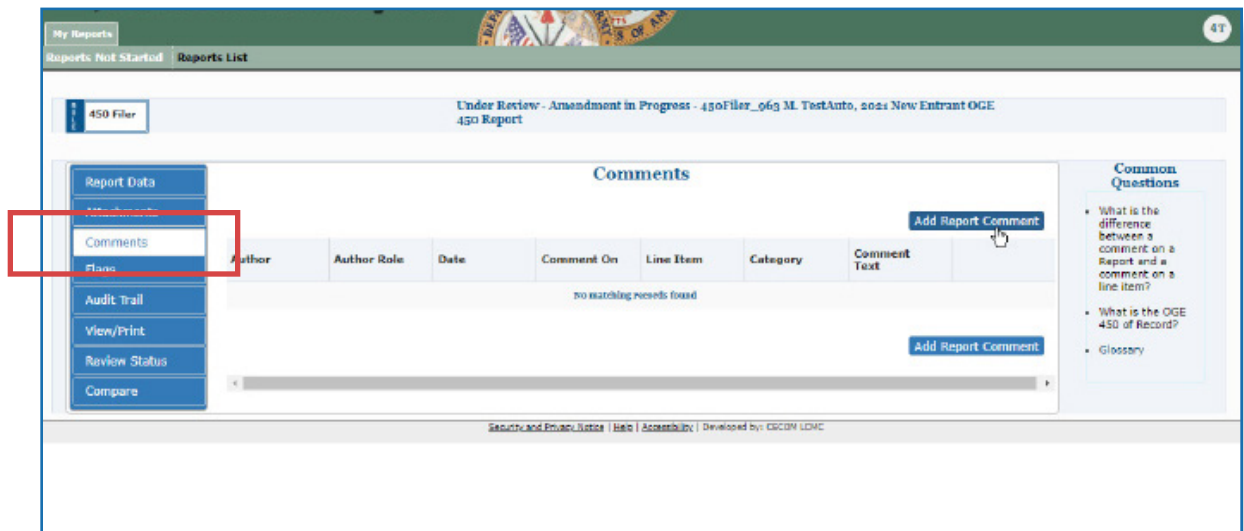 My Reports
4T
Reports Not Started Reports List
450 Filer
Under Review - Amendment in Progress - 450Filer_963 M. TestAuto, 2021 New Entrant OGE
450 Report
Report Data
Attachments
Comments
Flags
Audit Trail
View/Print
Review Status
Compare
Comments
Add Report Comment
Author Author Role Date Comment On Line Item Category Comment Text
No matching records found
Add Report Comment
Common
Questions
What is the
difference
between a
comment on a
Report and a
comment on a
line item?
What is the OGE
450 of Record?
Glossary
Security and Privacy Notice | Help | Accessibility | Developed by: CECOM LCMC